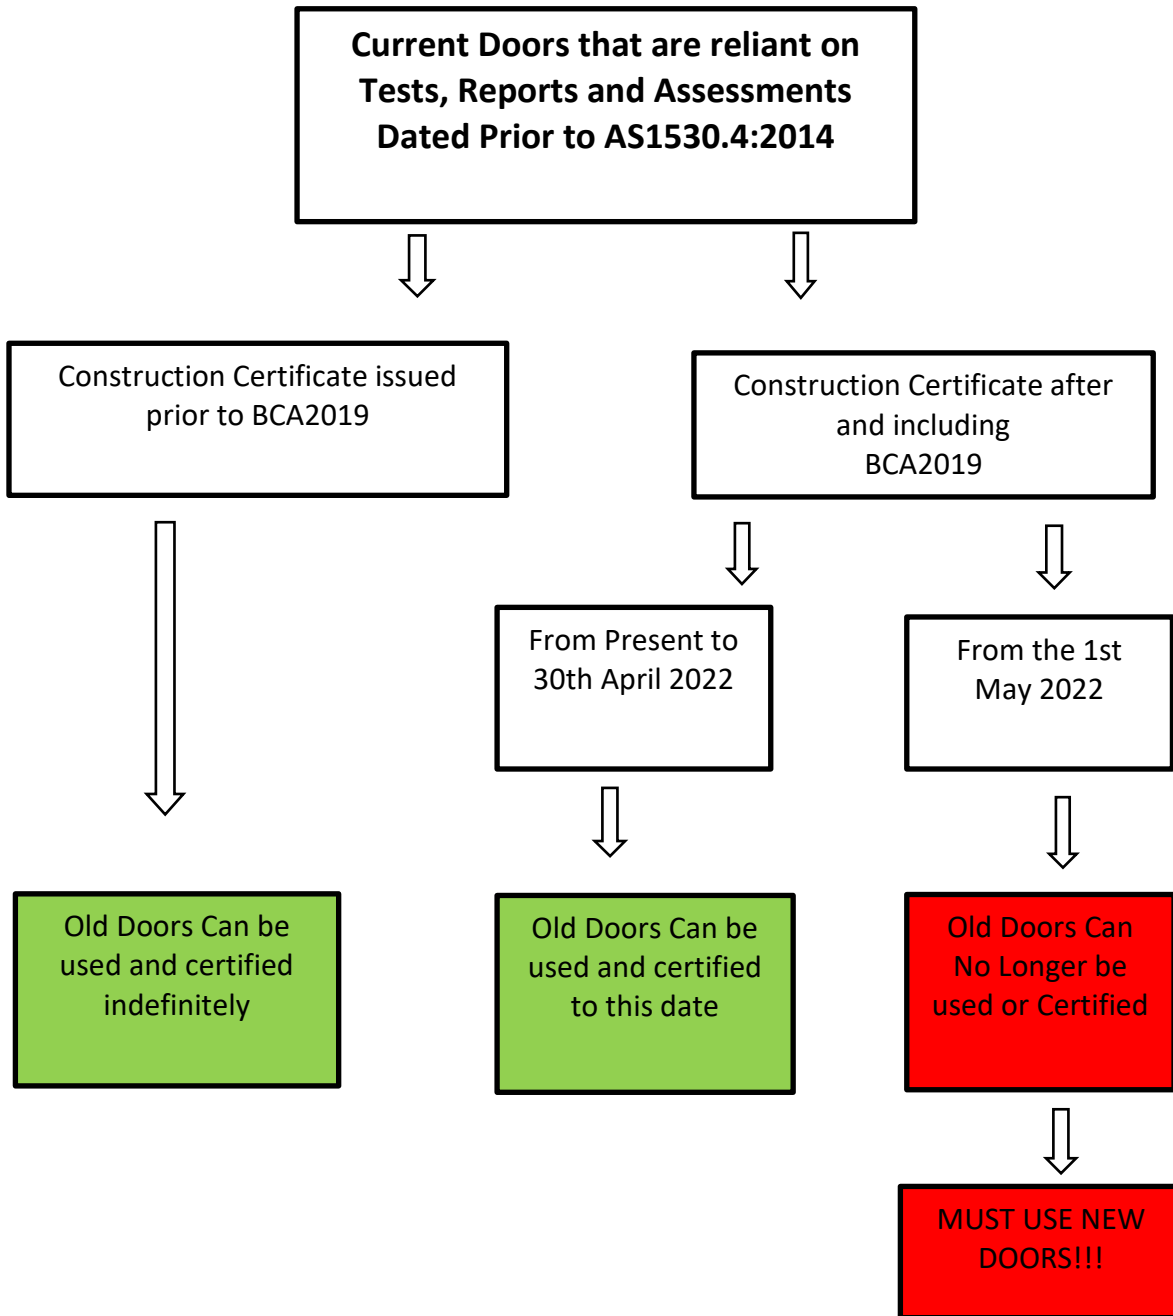 Current Doors that are reliant on
Tests, Reports and Assessments
Dated Prior to AS1530.4:2014
Construction Certificate issued
prior to BCA2019
Construction Certificate after
and including
BCA2019
From Present to
30th April 2022
From the 1st
May 2022
Old Doors Can be
used and certified
indefinitely
Old Doors Can be
used and certified
to this date
Old Doors Can
No Longer be
used or Certified
MUST USE NEW
DOORS!!!